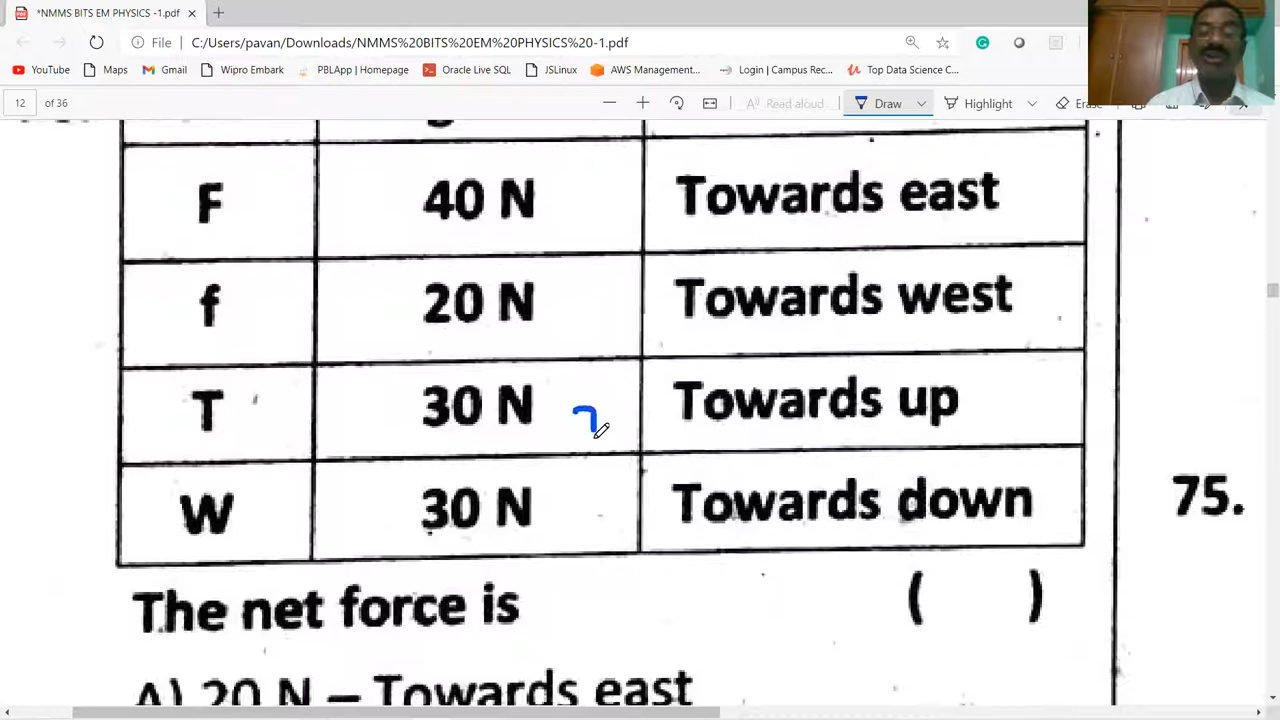 *NMMS BITS EM PHYSICS -1.pdf
File
C:/Users/pavan/Downloads/NMMS%20BITS%20EM%20PHYSICS%20-1.pdf
YouTube Maps Gmail Wipro Embark PBLApp | Homepage Oracle Live SQL JSLinux AWS Management... Login | Campus Rec... Top Data Science C...
12 of 36 Read aloud Draw Highlight
F 40 N Towards east
f 20 N Towards west
T 30 N Towards up
W 30 N Towards down
75.
The net force is ( )
A) 20 N – Towards east